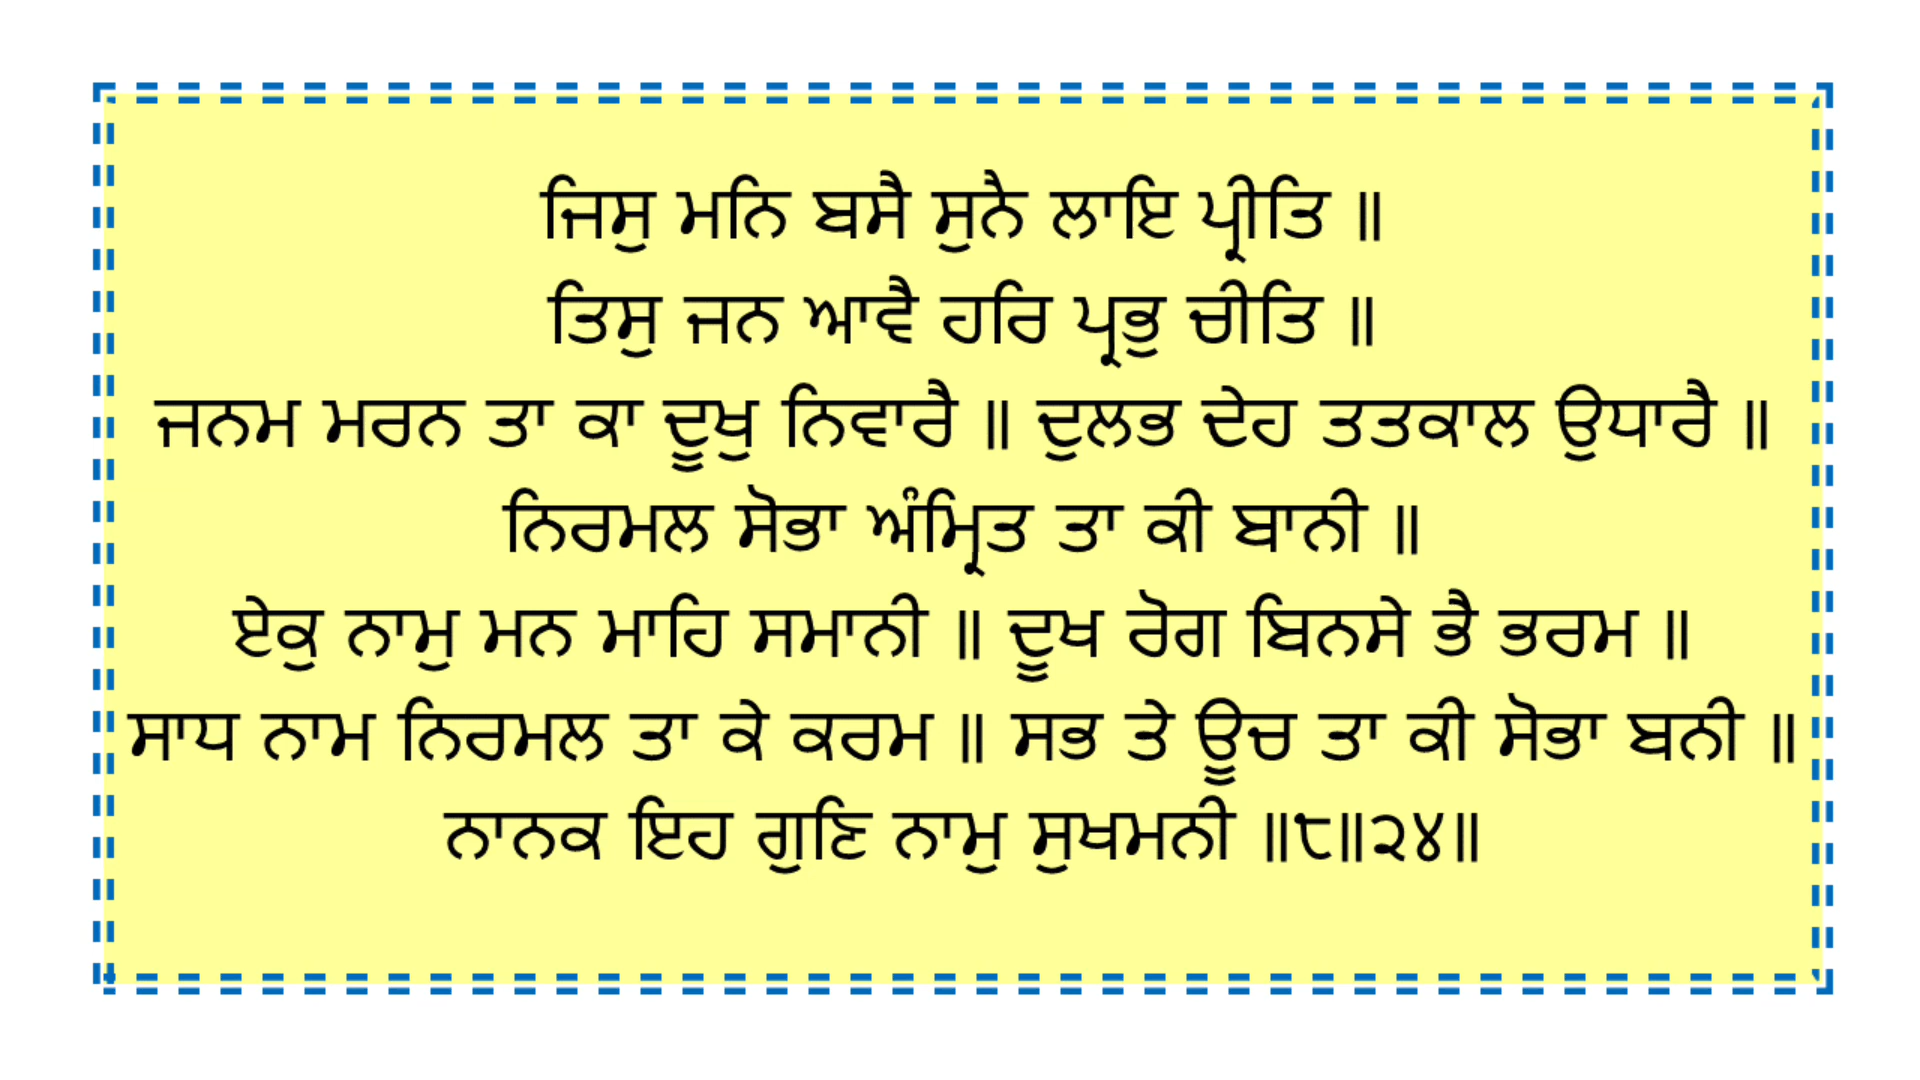 ਜਿਸੁ ਮਨਿ ਬਸੈ ਸੁਨੈ ਲਾਇ ਪ੍ਰੀਤਿ ॥
ਤਿਸੁ ਜਨ ਆਵੈ ਹਰਿ ਪ੍ਰਭੁ ਚੀਤਿ ॥
ਜਨਮ ਮਰਨ ਤਾ ਕਾ ਦੂਖੁ ਨਿਵਾਰੈ ॥ ਦੁਲਭ ਦੇਹ ਤਤਕਾਲ ਉਧਾਰੈ ॥
ਨਿਰਮਲ ਸੋਭਾ ਅੰਮ੍ਰਿਤ ਤਾ ਕੀ ਬਾਨੀ ॥
ਏਕੁ ਨਾਮੁ ਮਨ ਮਾਹਿ ਸਮਾਨੀ ॥ ਦੂਖ ਰੋਗ ਬਿਨਸੇ ਭੈ ਭਰਮ ॥
ਸਾਧ ਨਾਮ ਨਿਰਮਲ ਤਾ ਕੇ ਕਰਮ ॥ ਸਭ ਤੇ ਊਚ ਤਾ ਕੀ ਸੋਭਾ ਬਨੀ ॥
ਨਾਨਕ ਇਹ ਗੁਣਿ ਨਾਮੁ ਸੁਖਮਨੀ ॥੮॥੨੪॥